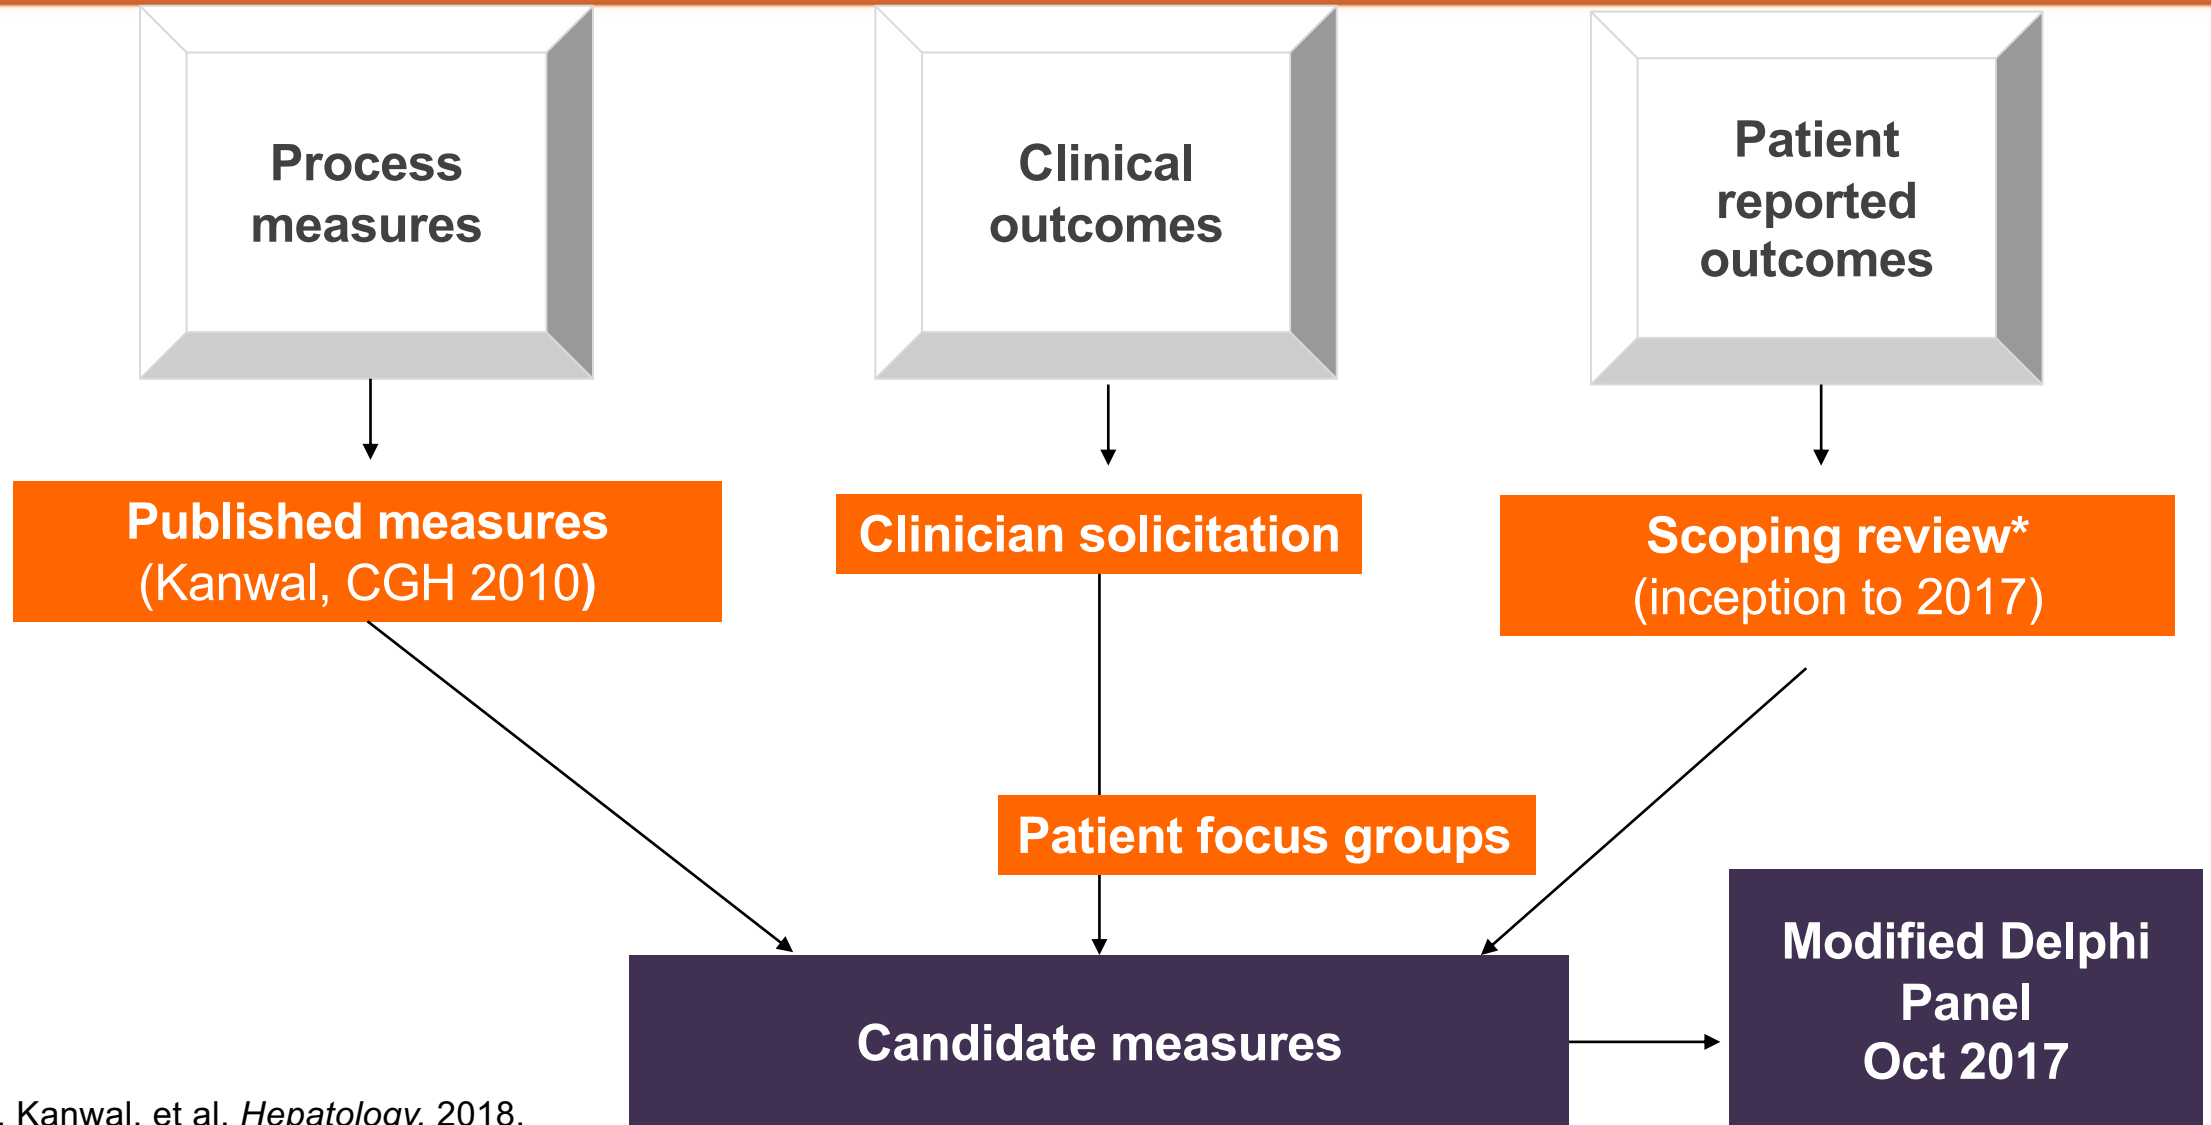 Process
measures
Clinical
outcomes
Patient
reported
outcomes
Published measures
(Kanwal, CGH 2010)
Clinician solicitation
Scoping review*
(inception to 2017)
Patient focus groups
Candidate measures
Modified Delphi
Panel
Oct 2017
. Kanwal, et al. Hepatology. 2018.